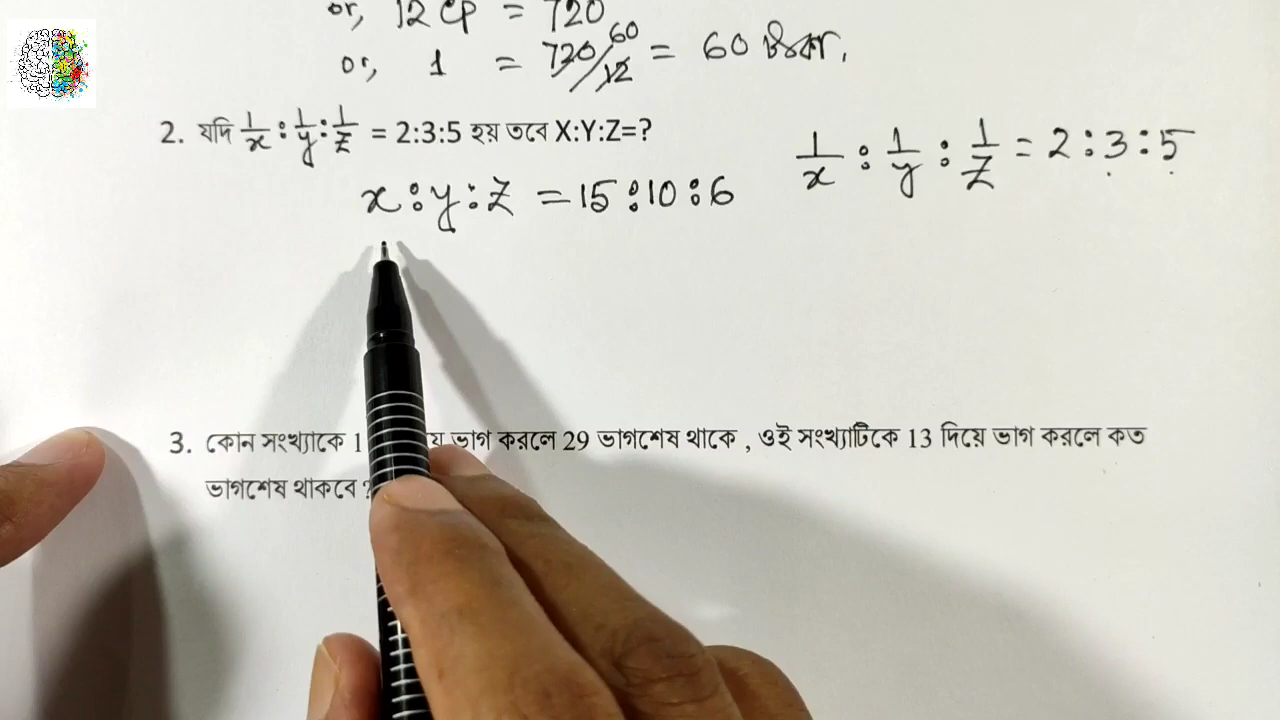 or, 12 CP = 720
or, 1 = 720/12 60 = 60 টাকা.
2. যদি 1/x : 1/y : 1/z = 2:3:5 হয় তবে X:Y:Z=?
1/x : 1/y : 1/z = 2 : 3 : 5
x : y : z = 15 : 10 : 6
3. কোন সংখ্যাকে 1 ভাগ করলে 29 ভাগশেষ থাকে , ওই সংখ্যাটিকে 13 দিয়ে ভাগ করলে কত
ভাগশেষ থাকবে ?